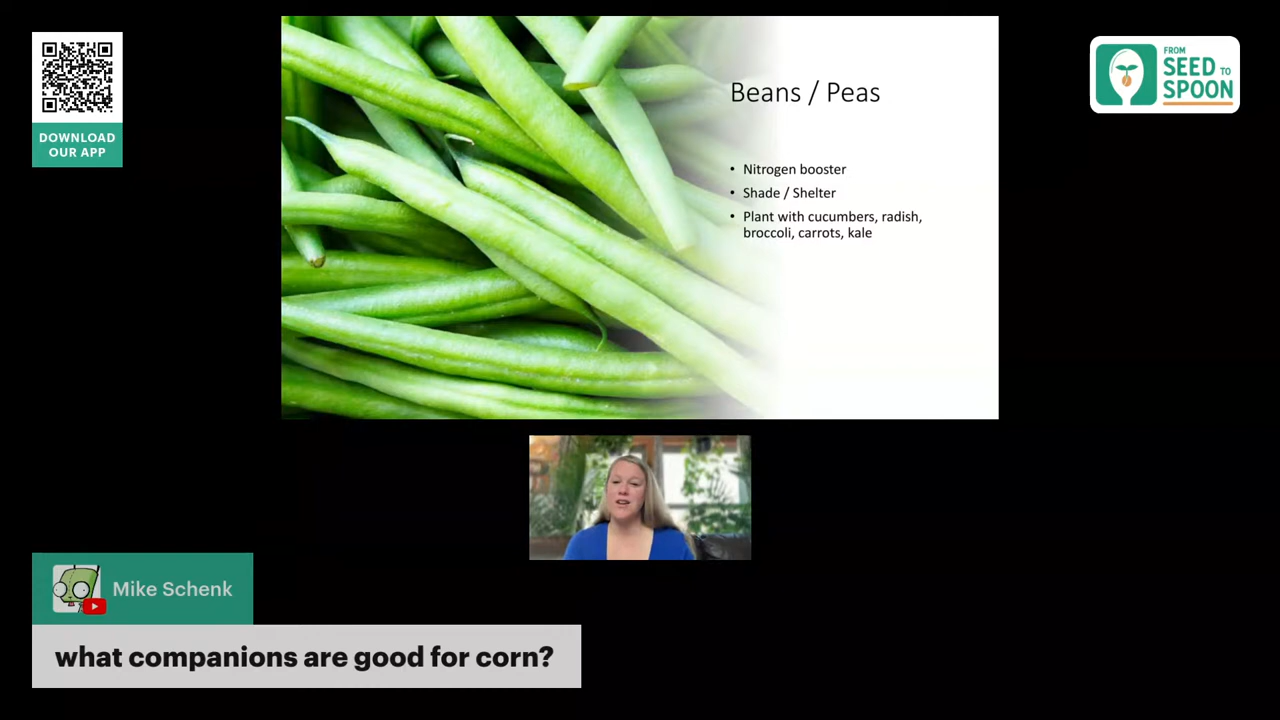 DOWNLOAD
OUR APP
Beans / Peas
• Nitrogen booster
• Shade / Shelter
• Plant with cucumbers, radish,
broccoli, carrots, kale
FROM
SEED TO
SPOON
Mike Schenk
what companions are good for corn?